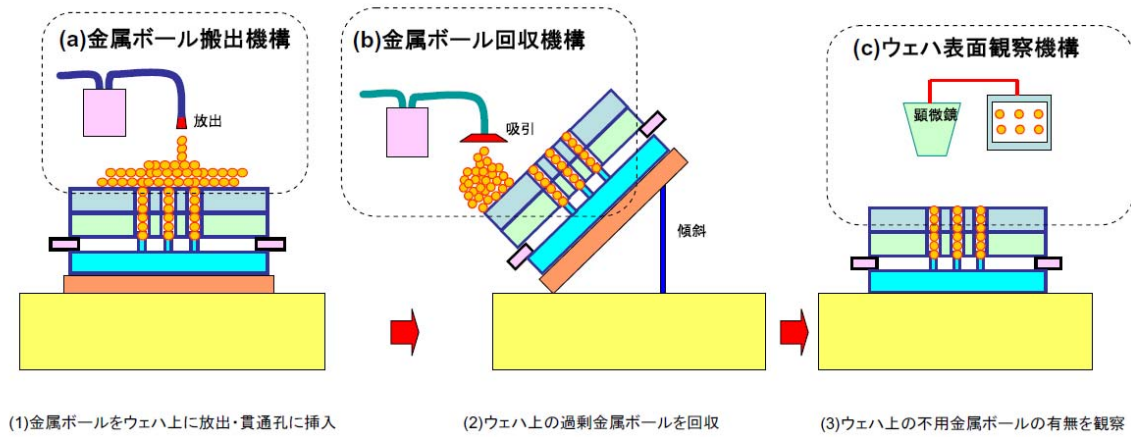 (a)金属ボール搬出機構
放出
(b)金属ボール回収機構
吸引
傾斜
(c)ウェハ表面観察機構
顕微鏡
(1)金属ボールをウェハ上に放出・貫通孔に挿入
(2)ウェハ上の過剰金属ボールを回収
(3)ウェハ上の不用金属ボールの有無を観察